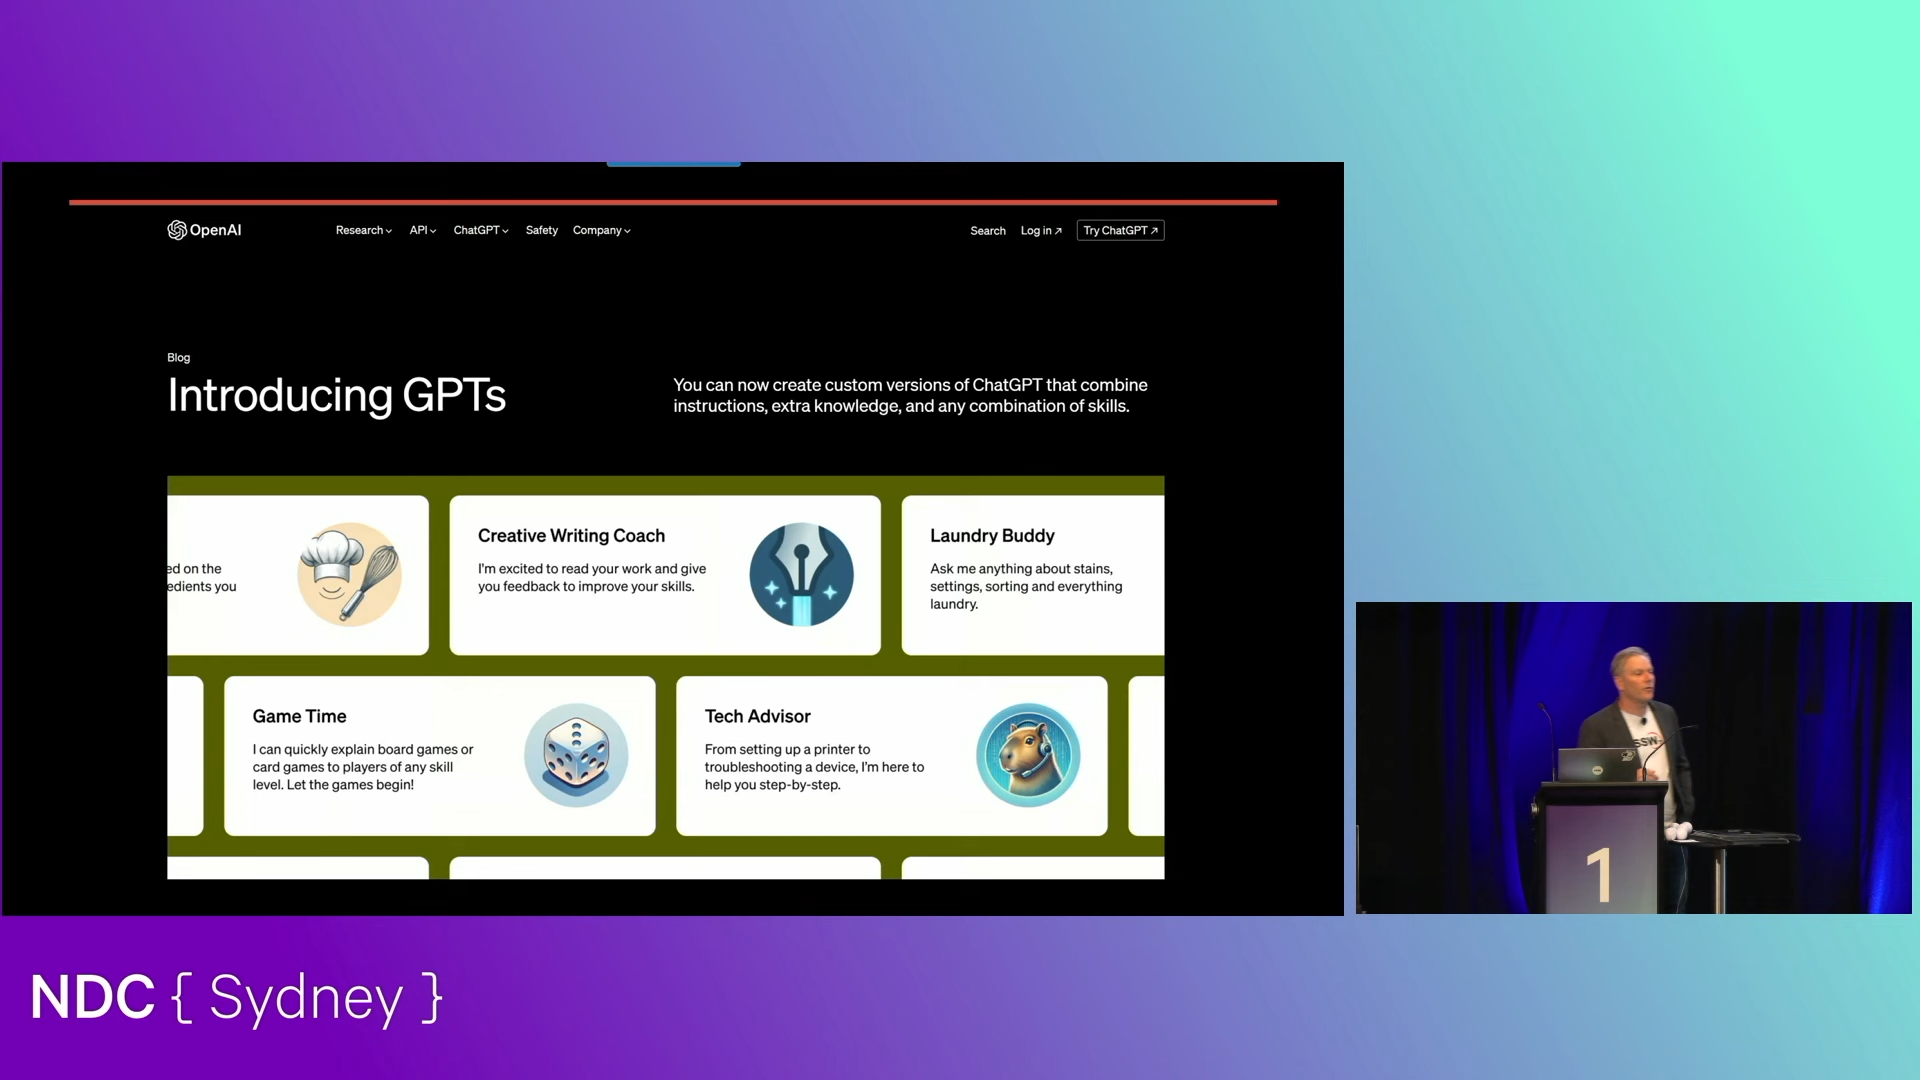 OpenAI
Research
API
ChatGPT
Safety
Company
Search
Log in
Try ChatGPT
Blog
Introducing GPTs
You can now create custom versions of ChatGPT that combine
instructions, extra knowledge, and any combination of skills.
ed on the
edients you
Creative Writing Coach
I'm excited to read your work and give
you feedback to improve your skills.
Laundry Buddy
Ask me anything about stains,
settings, sorting and everything
laundry.
Game Time
I can quickly explain board games or
card games to players of any skill
level. Let the games begin!
Tech Advisor
From setting up a printer to
troubleshooting a device, I'm here to
help you step-by-step.
SSW
1
NDC { Sydney }